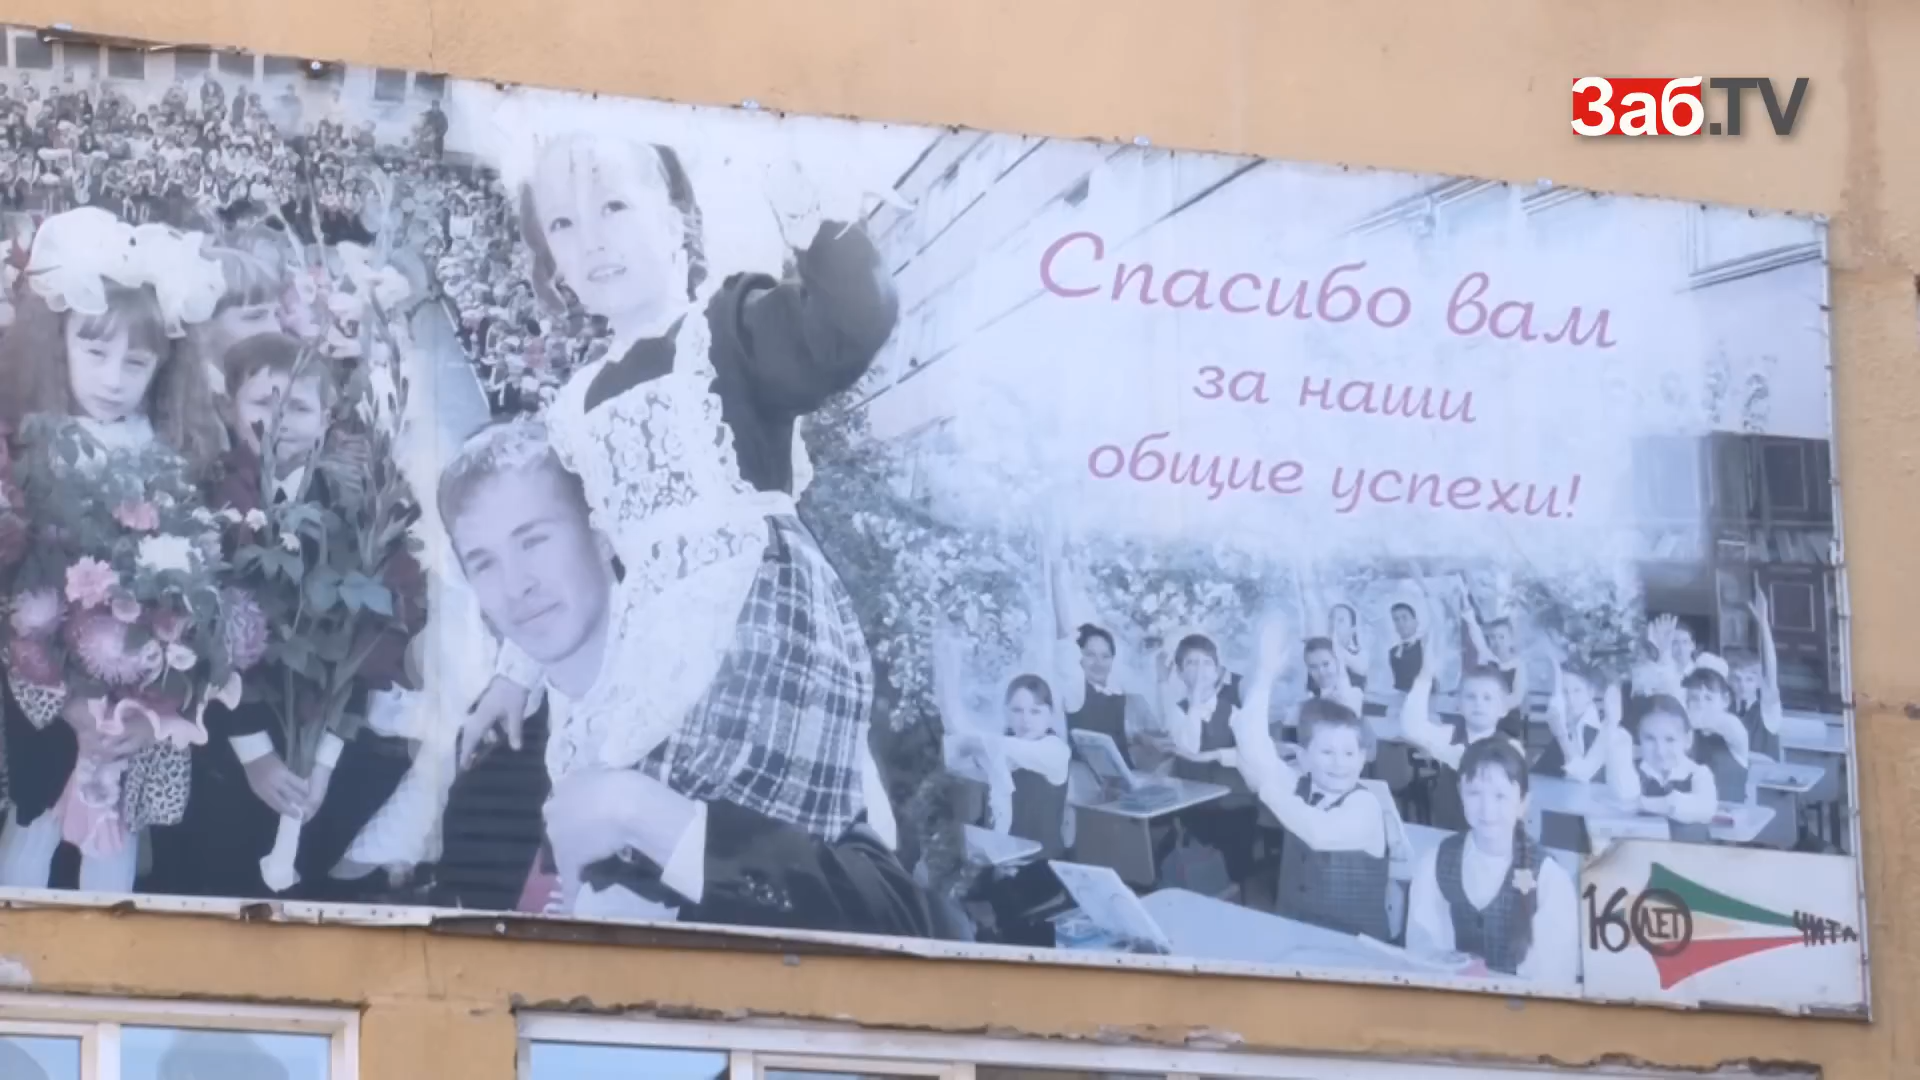 Заб.TV
Спасибо вам
за наши
общие успехи!
160 ЛЕТ ЧИТА